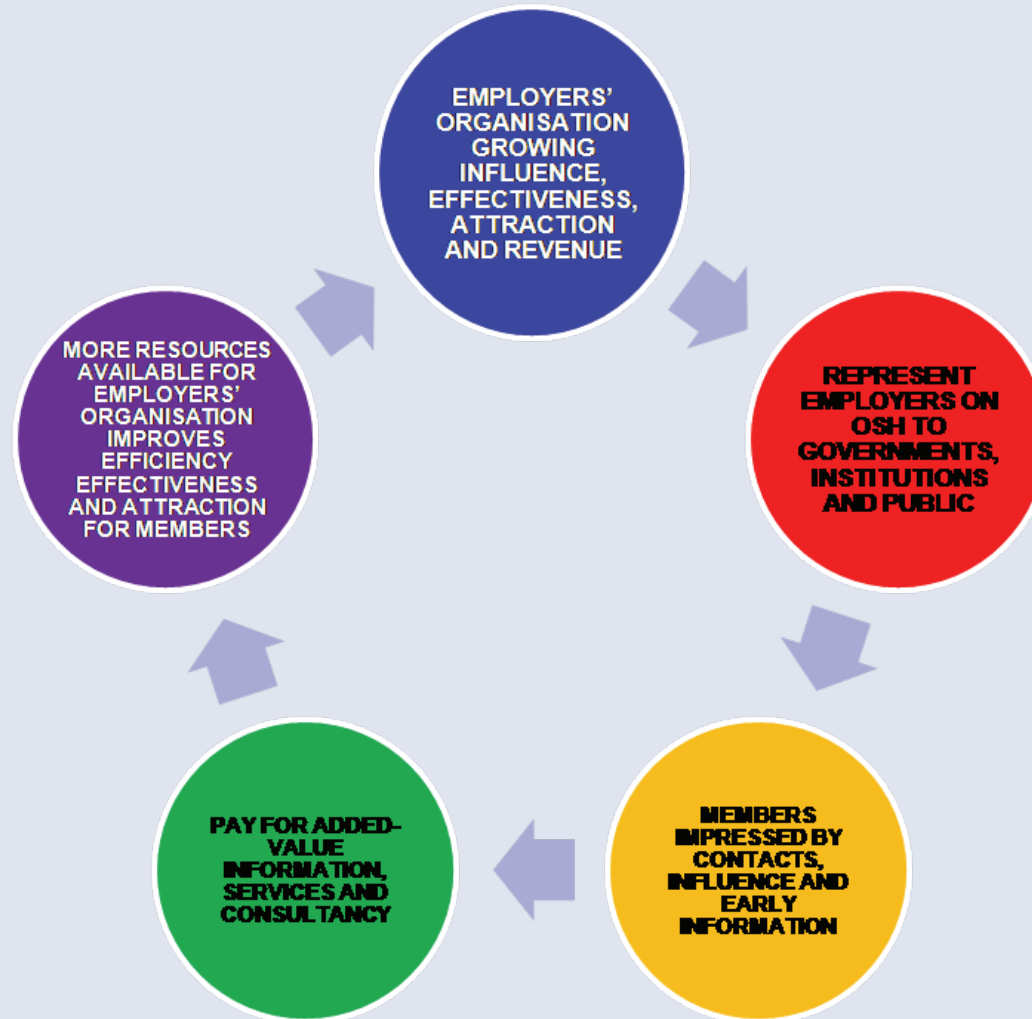 EMPLOYERS'
ORGANISATION
GROWING
INFLUENCE,
EFFECTIVENESS,
ATTRACTION
AND REVENUE
REPRESENT
EMPLOYERS ON
OSH TO
GOVERNMENTS,
INSTITUTIONS
AND PUBLIC
MEMBERS
IMPRESSED BY
CONTACTS,
INFLUENCE AND
EARLY
INFORMATION
PAY FOR ADDED-
VALUE
INFORMATION,
SERVICES AND
CONSULTANCY
MORE RESOURCES
AVAILABLE FOR
EMPLOYERS'
ORGANISATION
IMPROVES
EFFICIENCY
EFFECTIVENESS
AND ATTRACTION
FOR MEMBERS